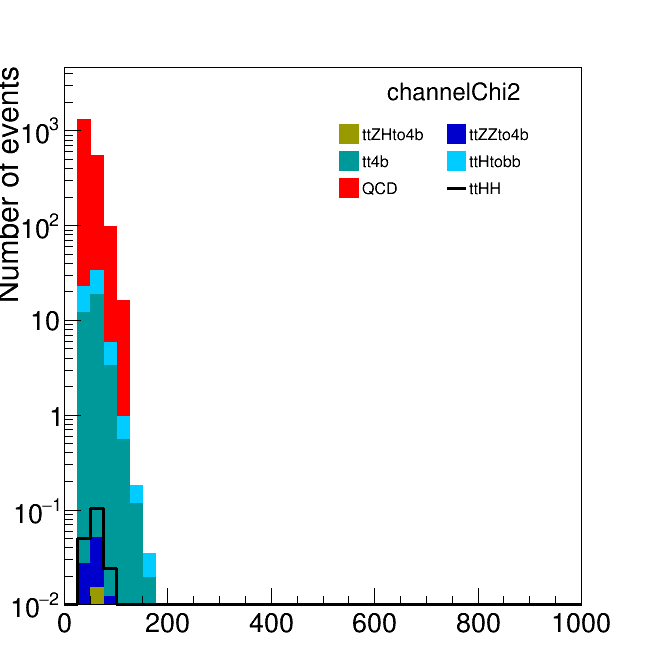 channelChi2
ttZHto4b ttZZto4b
tt4b ttHtobb
QCD ttHH
Number of events
10³
10²
10
1
10⁻¹
10⁻²
0 200 400 600 800 1000